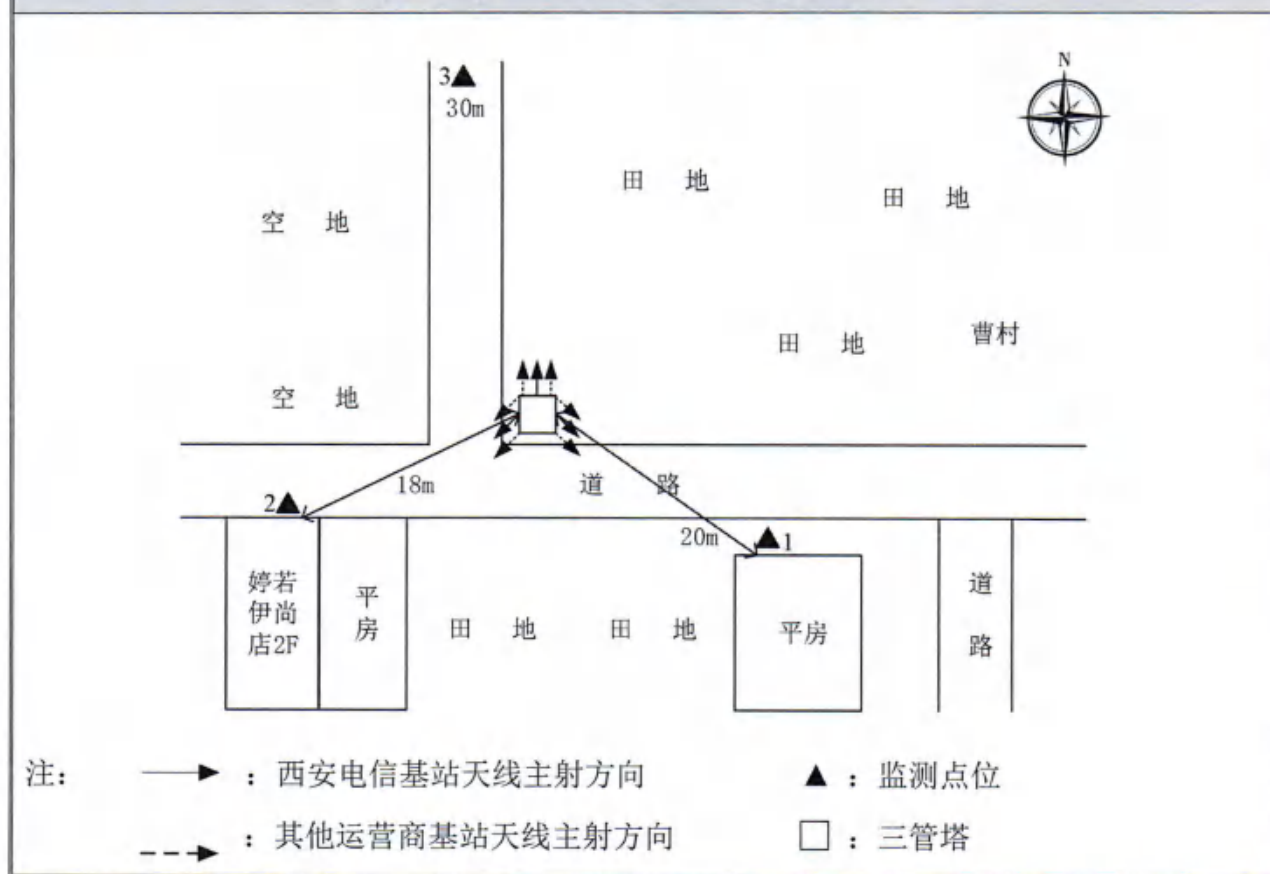 N
3▲
30m
田 地
田 地
空 地
田 地
曹村
空 地
18m
道 路
2▲
20m
▲1
婷若
伊尚
店2F
平
房
田 地
田 地
平房
道
路
注:
: 西安电信基站天线主射方向
▲ : 监测点位
: 其他运营商基站天线主射方向
□ : 三管塔